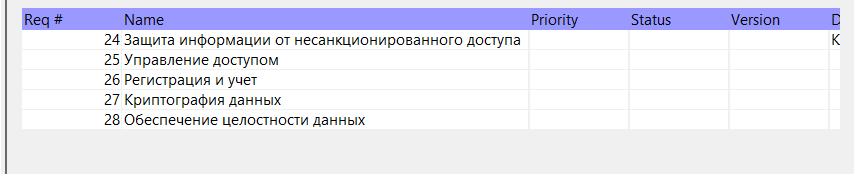 Req # Name Priority Status Version D
24 Защита информации от несанкционированного доступа К
25 Управление доступом
26 Регистрация и учет
27 Криптография данных
28 Обеспечение целостности данных